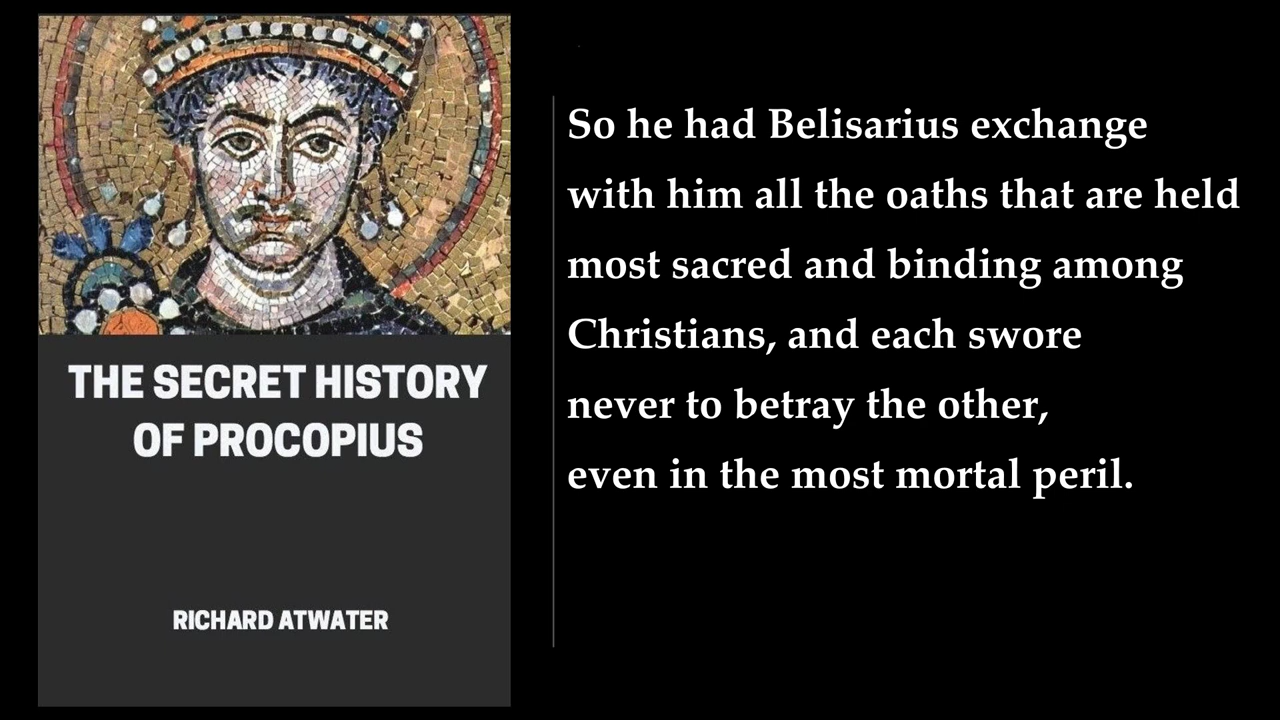 THE SECRET HISTORY
OF PROCOPIUS
RICHARD ATWATER
So he had Belisarius exchange
with him all the oaths that are held
most sacred and binding among
Christians, and each swore
never to betray the other,
even in the most mortal peril.